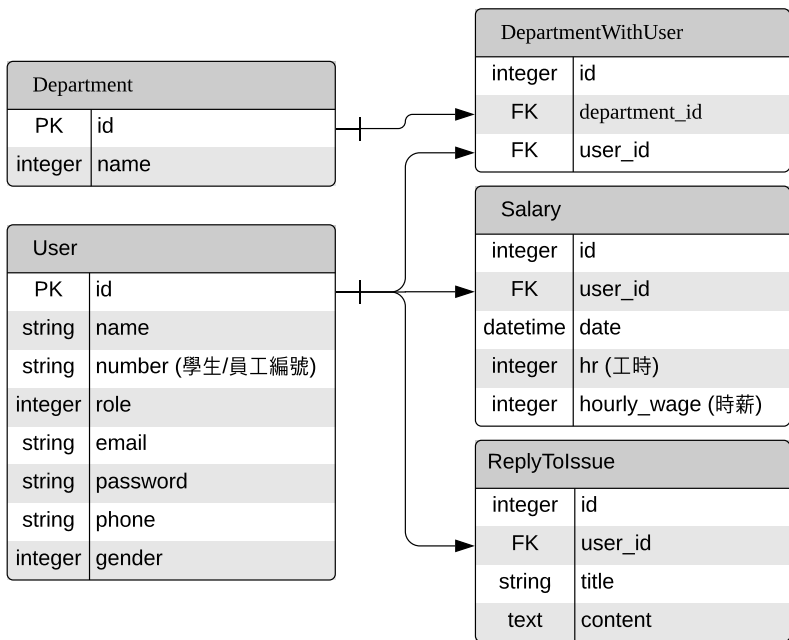 Department
PK id
integer name
User
PK id
string name
string number (學生/員工編號)
integer role
string email
string password
string phone
integer gender
DepartmentWithUser
integer id
FK department_id
FK user_id
Salary
integer id
FK user_id
datetime date
integer hr (工時)
integer hourly_wage (時薪)
ReplyToIssue
integer id
FK user_id
string title
text content